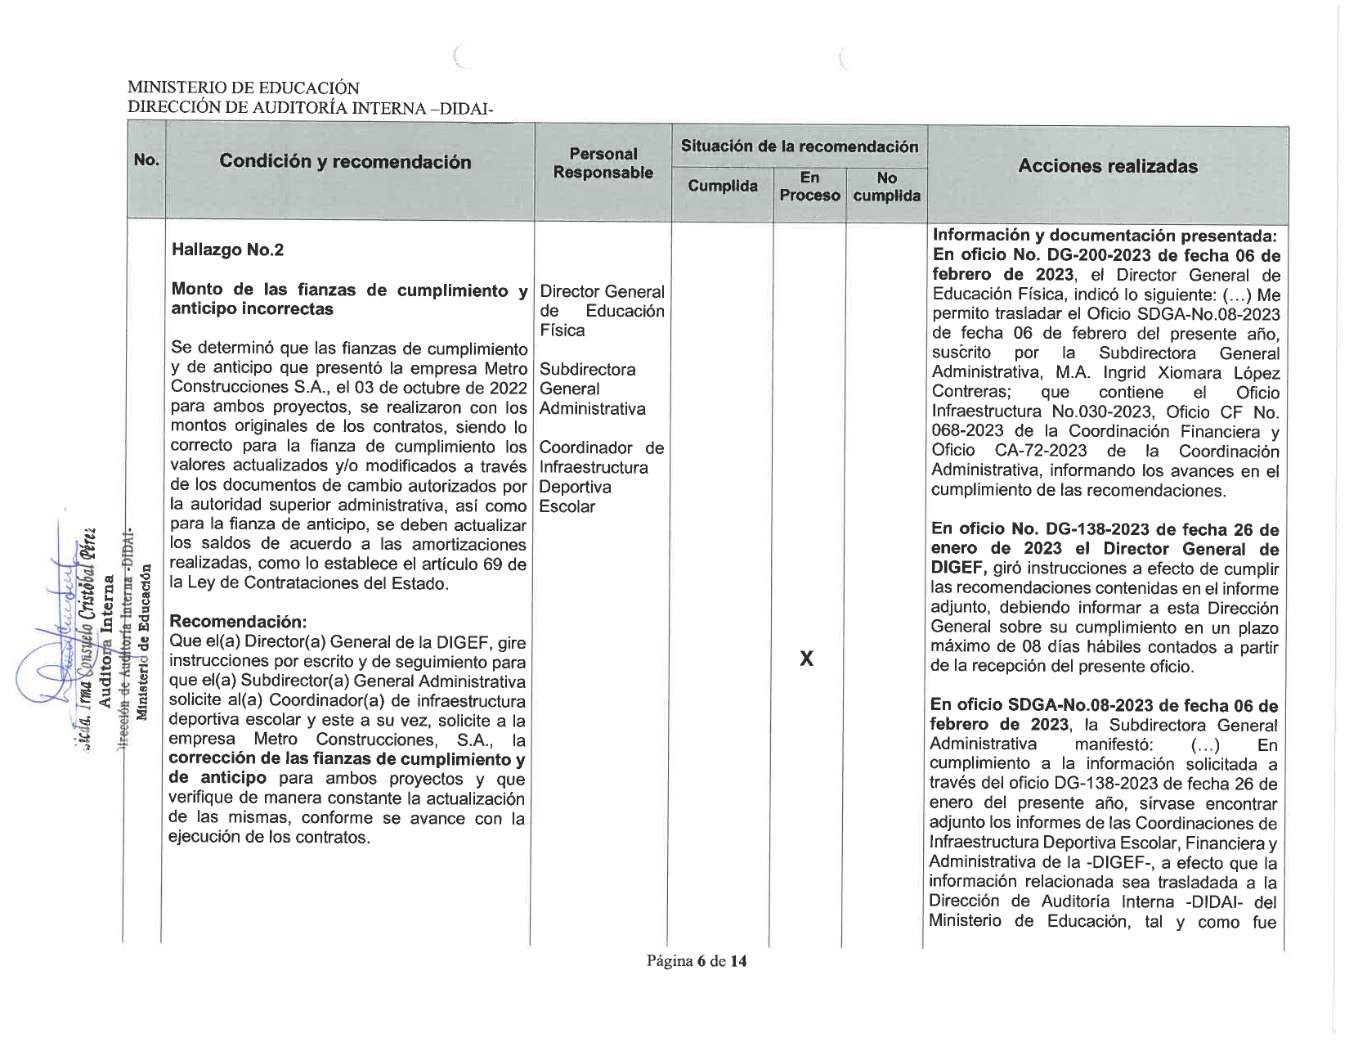 MINISTERIO DE EDUCACIÓN
DIRECCIÓN DE AUDITORÍA INTERNA –DIDAI-
No.
Condición y recomendación
Personal
Responsable
Situación de la recomendación
Cumplida
En
Proceso
No
cumplida
Acciones realizadas
Hallazgo No.2
Monto de las fianzas de cumplimiento y
anticipo incorrectas
Se determinó que las fianzas de cumplimiento
y de anticipo que presentó la empresa Metro
Construcciones S.A., el 03 de octubre de 2022
para ambos proyectos, se realizaron con los
montos originales de los contratos, siendo lo
correcto para la fianza de cumplimiento los
valores actualizados y/o modificados a través
de los documentos de cambio autorizados por
la autoridad superior administrativa, así como
para la fianza de anticipo, se deben actualizar
los saldos de acuerdo a las amortizaciones
realizadas, como lo establece el artículo 69 de
la Ley de Contrataciones del Estado.
Recomendación:
Que el(a) Director(a) General de la DIGEF, gire
instrucciones por escrito y de seguimiento para
que el(a) Subdirector(a) General Administrativa
solicite al(a) Coordinador(a) de infraestructura
deportiva escolar y este a su vez, solicite a la
empresa Metro Construcciones, S.A., la
corrección de las fianzas de cumplimiento y
de anticipo para ambos proyectos y que
verifique de manera constante la actualización
de las mismas, conforme se avance con la
ejecución de los contratos.
Director General
de Educación
Física
Subdirectora
General
Administrativa
Coordinador de
Infraestructura
Deportiva
Escolar
X
Información y documentación presentada:
En oficio No. DG-200-2023 de fecha 06 de
febrero de 2023, el Director General de
Educación Física, indicó lo siguiente: (...) Me
permito trasladar el Oficio SDGA-No.08-2023
de fecha 06 de febrero del presente año,
suscrito por la Subdirectora General
Administrativa, M.A. Ingrid Xiomara López
Contreras; que contiene el Oficio
Infraestructura No.030-2023, Oficio CF No.
068-2023 de la Coordinación Financiera y
Oficio CA-72-2023 de la Coordinación
Administrativa, informando los avances en el
cumplimiento de las recomendaciones.
En oficio No. DG-138-2023 de fecha 26 de
enero de 2023 el Director General de
DIGEF, giró instrucciones a efecto de cumplir
las recomendaciones contenidas en el informe
adjunto, debiendo informar a esta Dirección
General sobre su cumplimiento en un plazo
máximo de 08 días hábiles contados a partir
de la recepción del presente oficio.
En oficio SDGA-No.08-2023 de fecha 06 de
febrero de 2023, la Subdirectora General
Administrativa manifestó: (...) En
cumplimiento a la información solicitada a
través del oficio DG-138-2023 de fecha 26 de
enero del presente año, sírvase encontrar
adjunto los informes de las Coordinaciones de
Infraestructura Deportiva Escolar, Financiera y
Administrativa de la -DIGEF-, a efecto que la
información relacionada sea trasladada a la
Dirección de Auditoría Interna -DIDAI- del
Ministerio de Educación, tal y como fue
Licda. Irma Consuelo Cristóbal Pérez
Auditora Interna
Dirección de Auditoría Interna -DIDAI-
Ministerio de Educación
Página 6 de 14